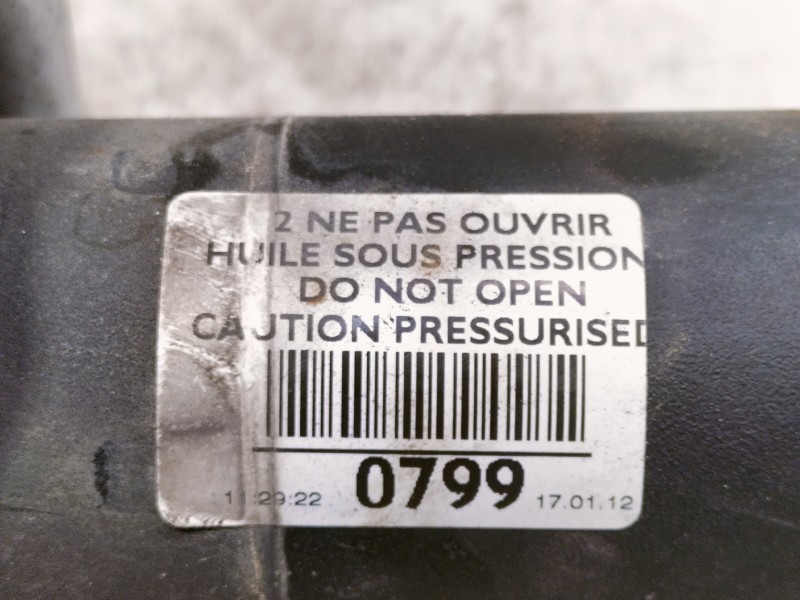 2 NE PAS OUVRIR
HUILE SOUS PRESSION
DO NOT OPEN
CAUTION PRESSURISED
11:29:22 0799 17.01.12